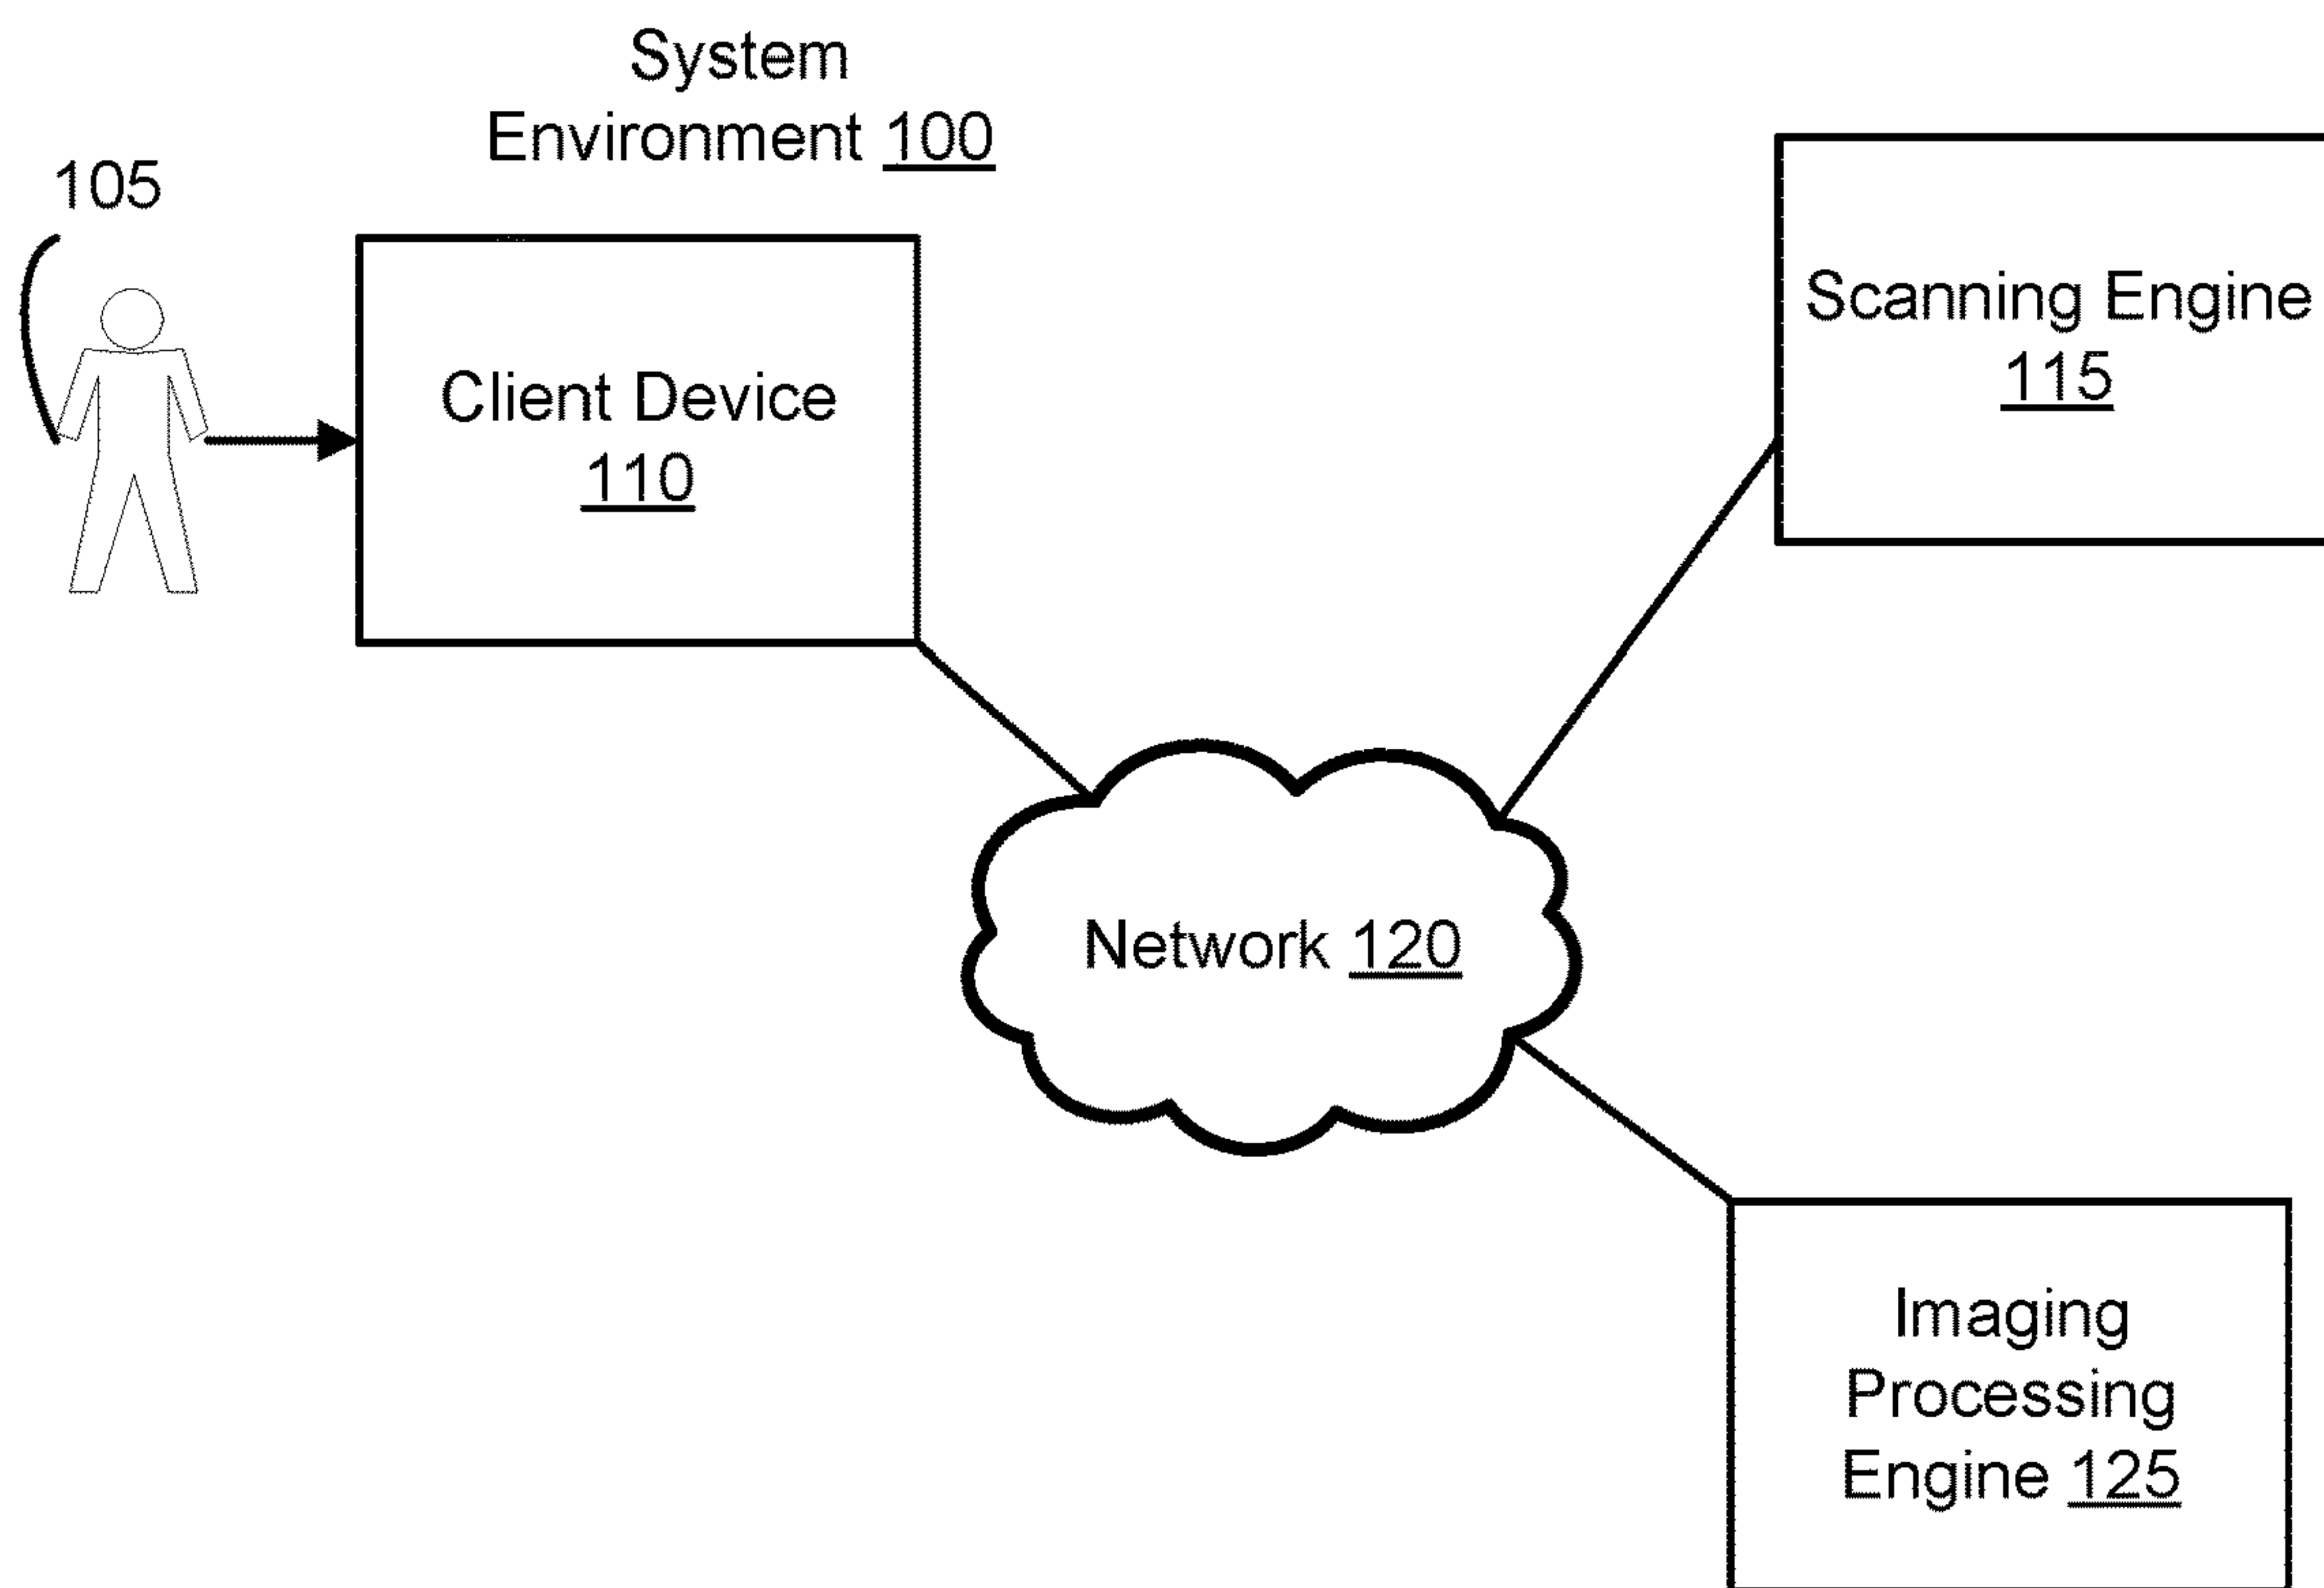 System
Environment 100
105
Client Device
110
Scanning Engine
115
Network 120
Imaging
Processing
Engine 125